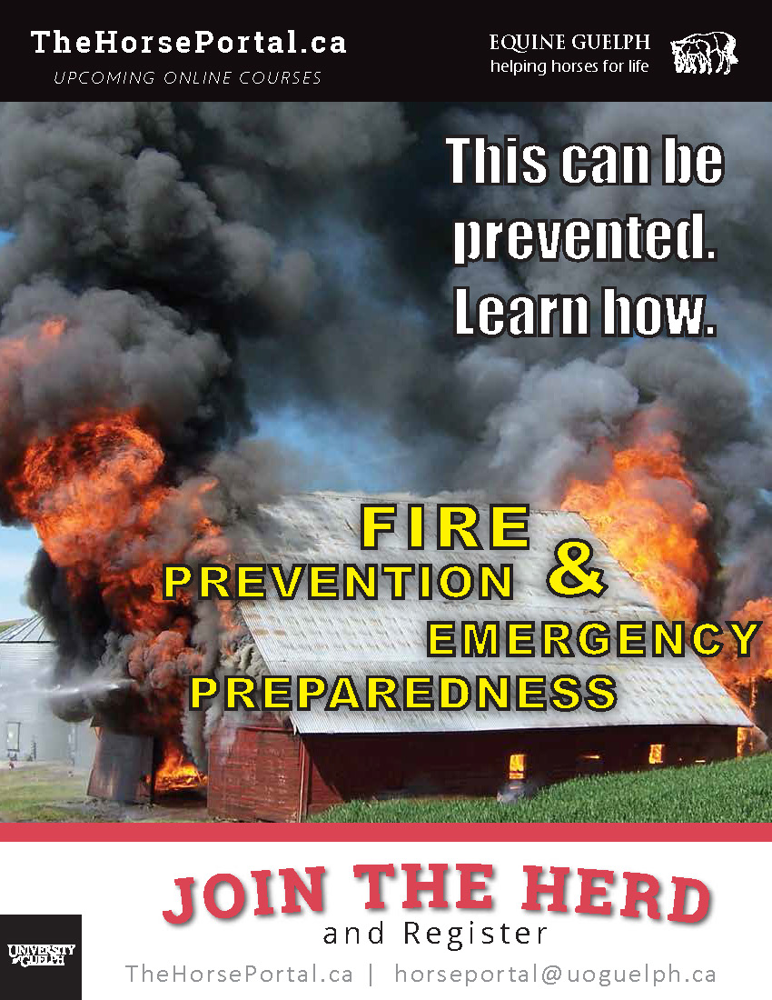 TheHorsePortal.ca
UPCOMING ONLINE COURSES
EQUINE GUELPH
helping horses for life
This can be
prevented.
Learn how.
FIRE
PREVENTION &
EMERGENCY
PREPAREDNESS
JOIN THE HERD
and Register
TheHorsePortal.ca | horseportal@uoguelph.ca
UNIVERSITY
of GUELPH